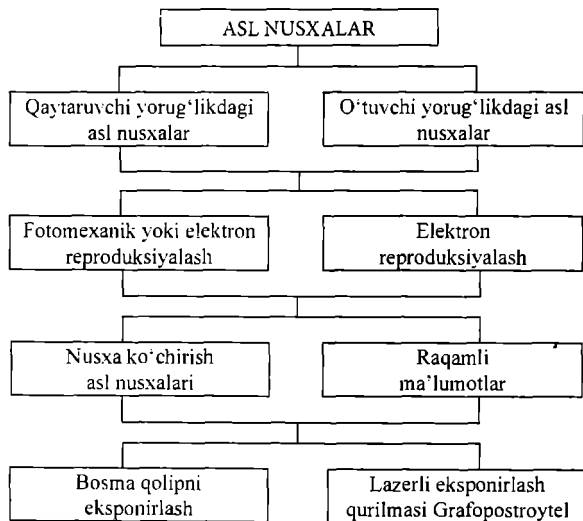 ASL NUSXALAR
Qaytaruvchi yorug‘likdagi
asl nusxalar
O‘tuvchi yorug‘likdagi asl
nusxalar
Fotomexanik yoki elektron
reproduksiyalash
Elektron
reproduksiyalash
Nusxa ko‘chirish
asl nusxalari
Raqamli
ma’lumotlar
Bosma qolipni
eksponirlash
Lazerli eksponirlash
qurilmasi Grafopostroytel